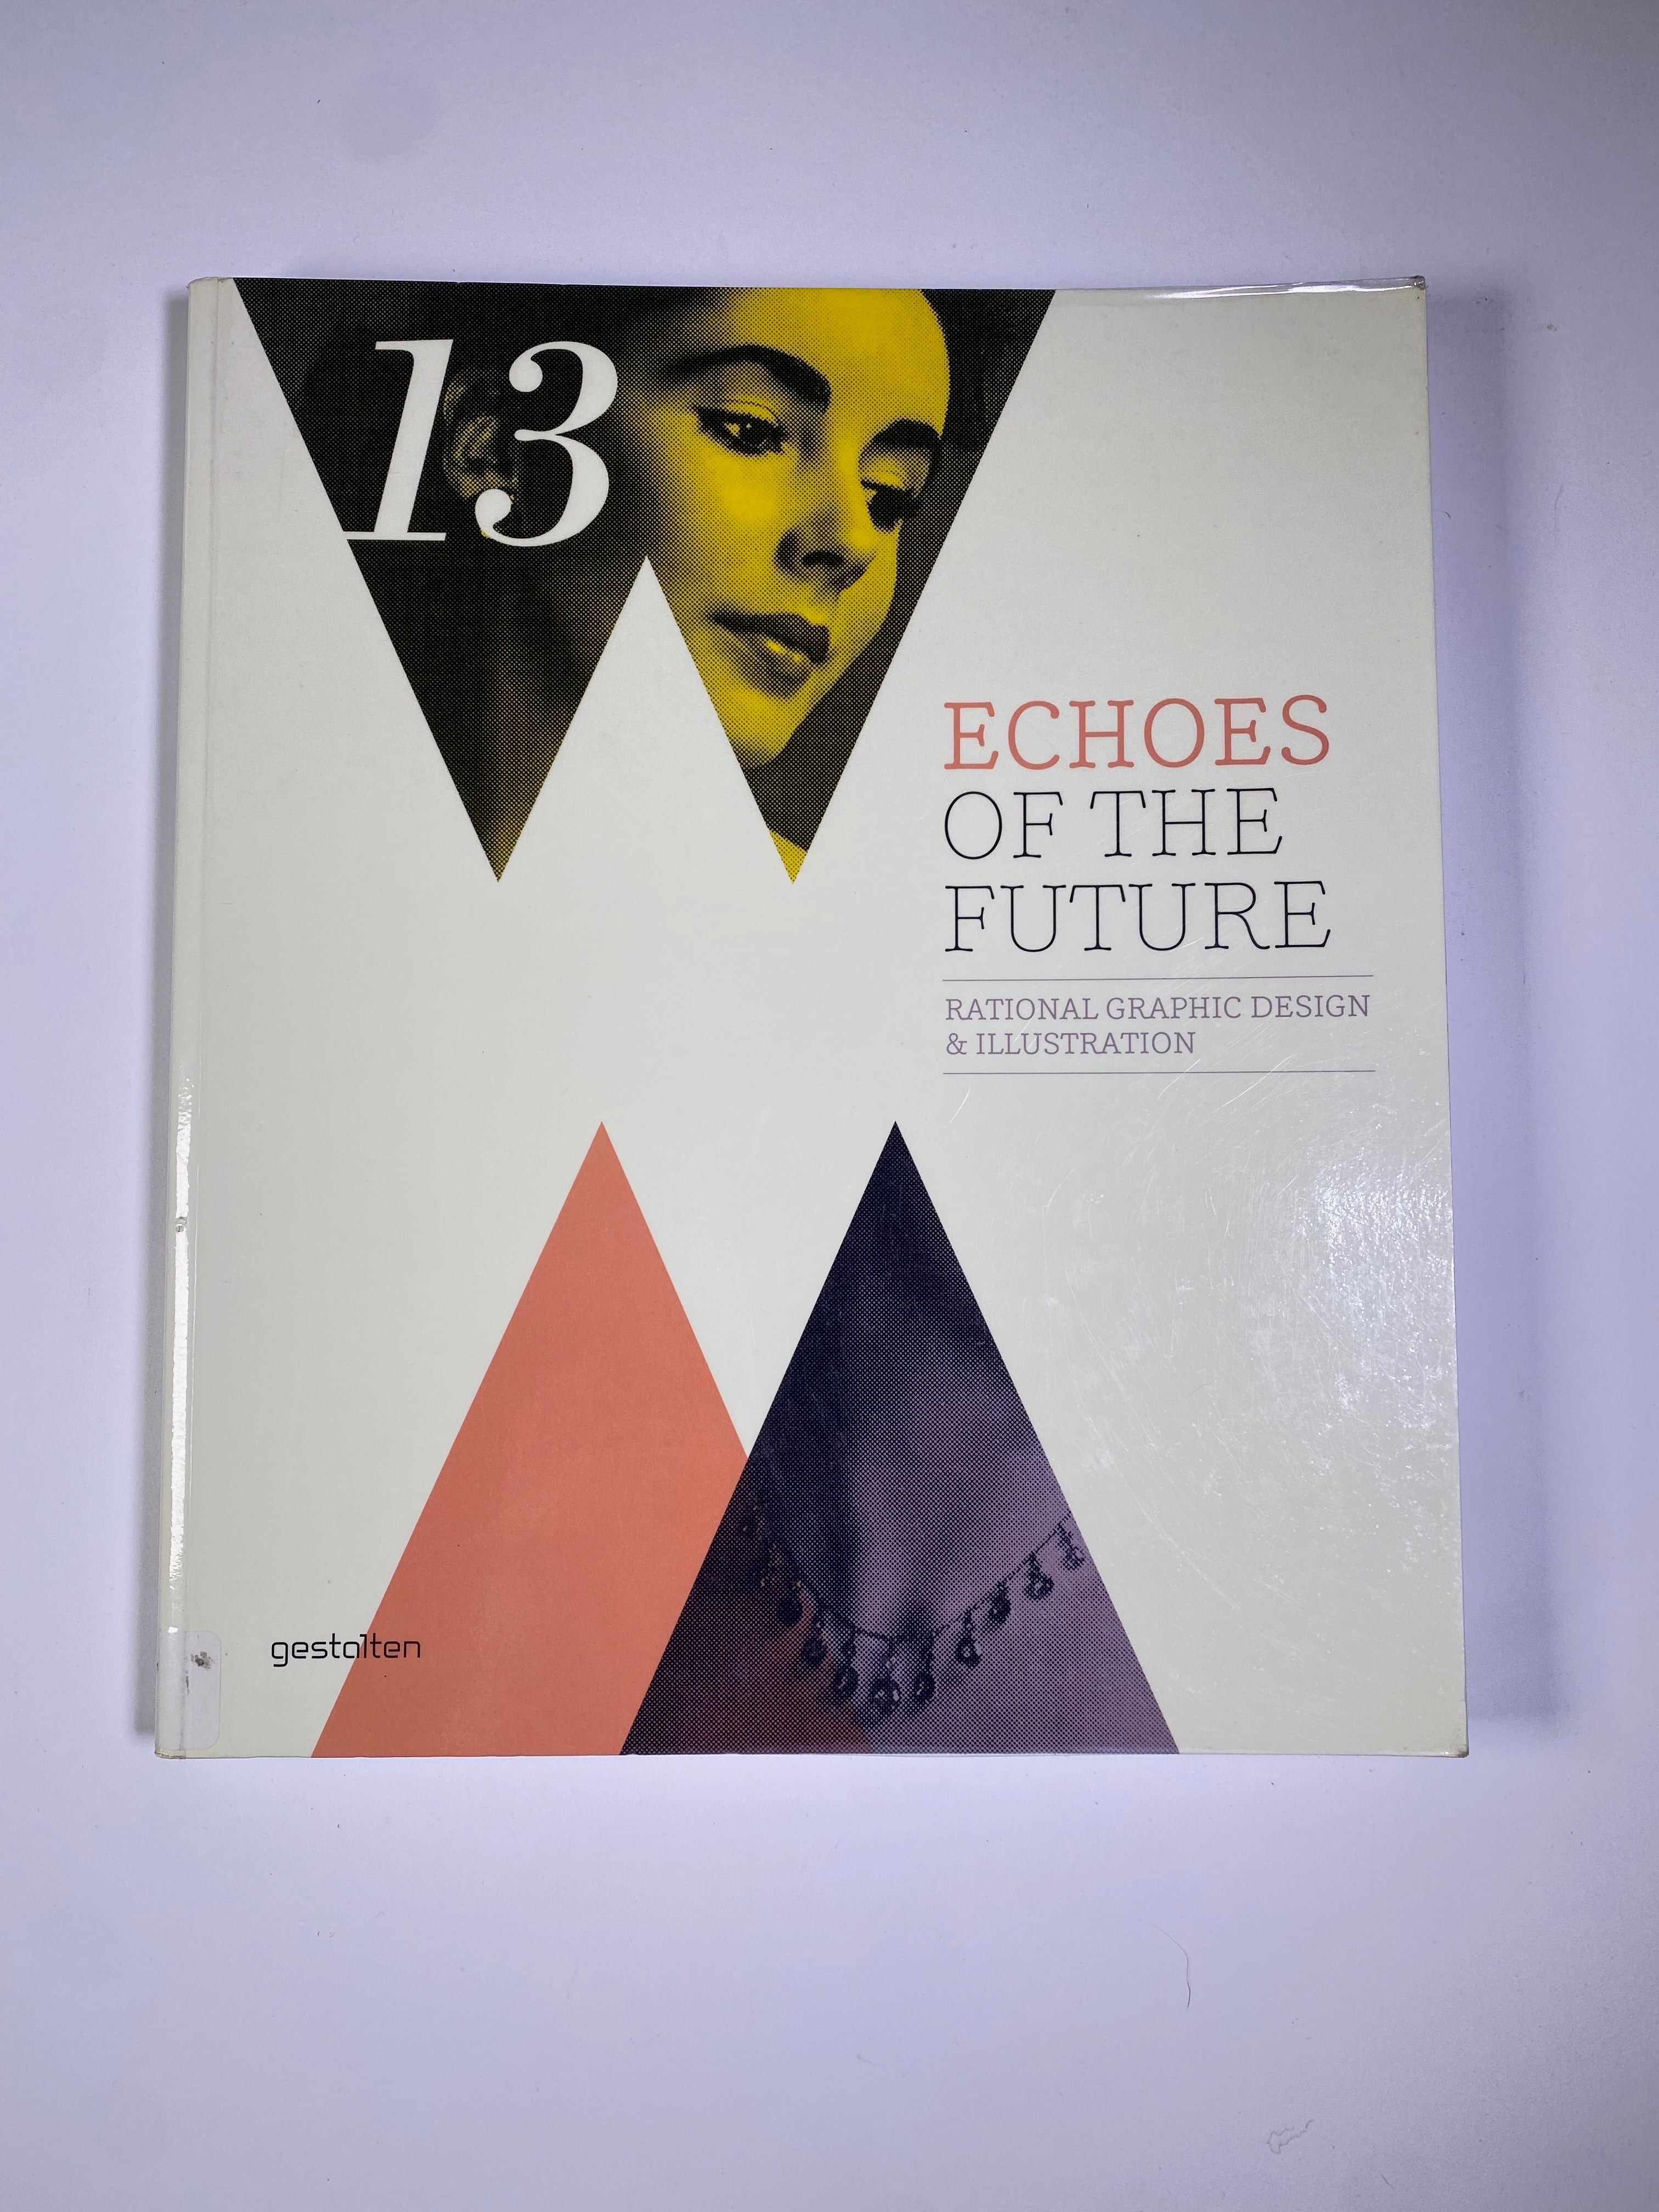 13
ECHOES
OF THE
FUTURE
RATIONAL GRAPHIC DESIGN
& ILLUSTRATION
gestalten